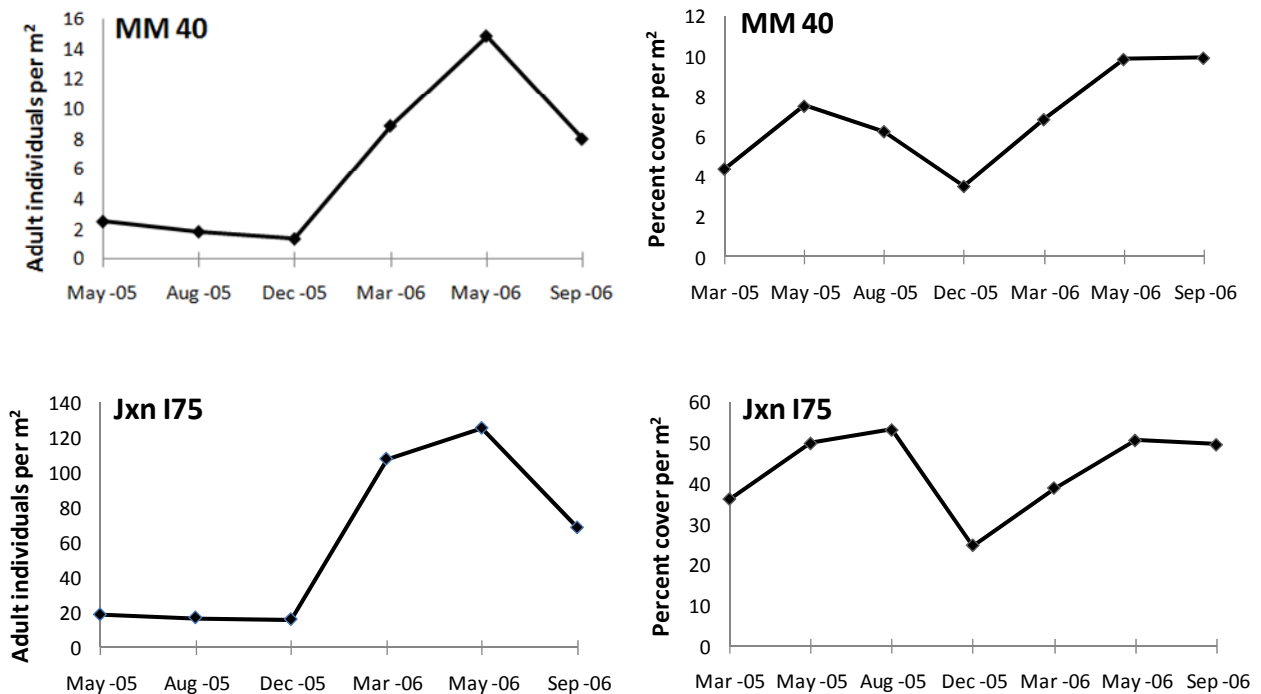 MM 40
Adult individuals per m²
16
14
12
10
8
6
4
2
0
May -05 Aug -05 Dec -05 Mar -06 May -06 Sep -06
MM 40
Percent cover per m²
12
10
8
6
4
2
0
Mar -05 May -05 Aug -05 Dec -05 Mar -06 May -06 Sep -06
Jxn I75
Adult individuals per m²
140
120
100
80
60
40
20
0
May -05 Aug -05 Dec -05 Mar -06 May -06 Sep -06
Jxn I75
Percent cover per m²
60
50
40
30
20
10
0
Mar -05 May -05 Aug -05 Dec -05 Mar -06 May -06 Sep -06